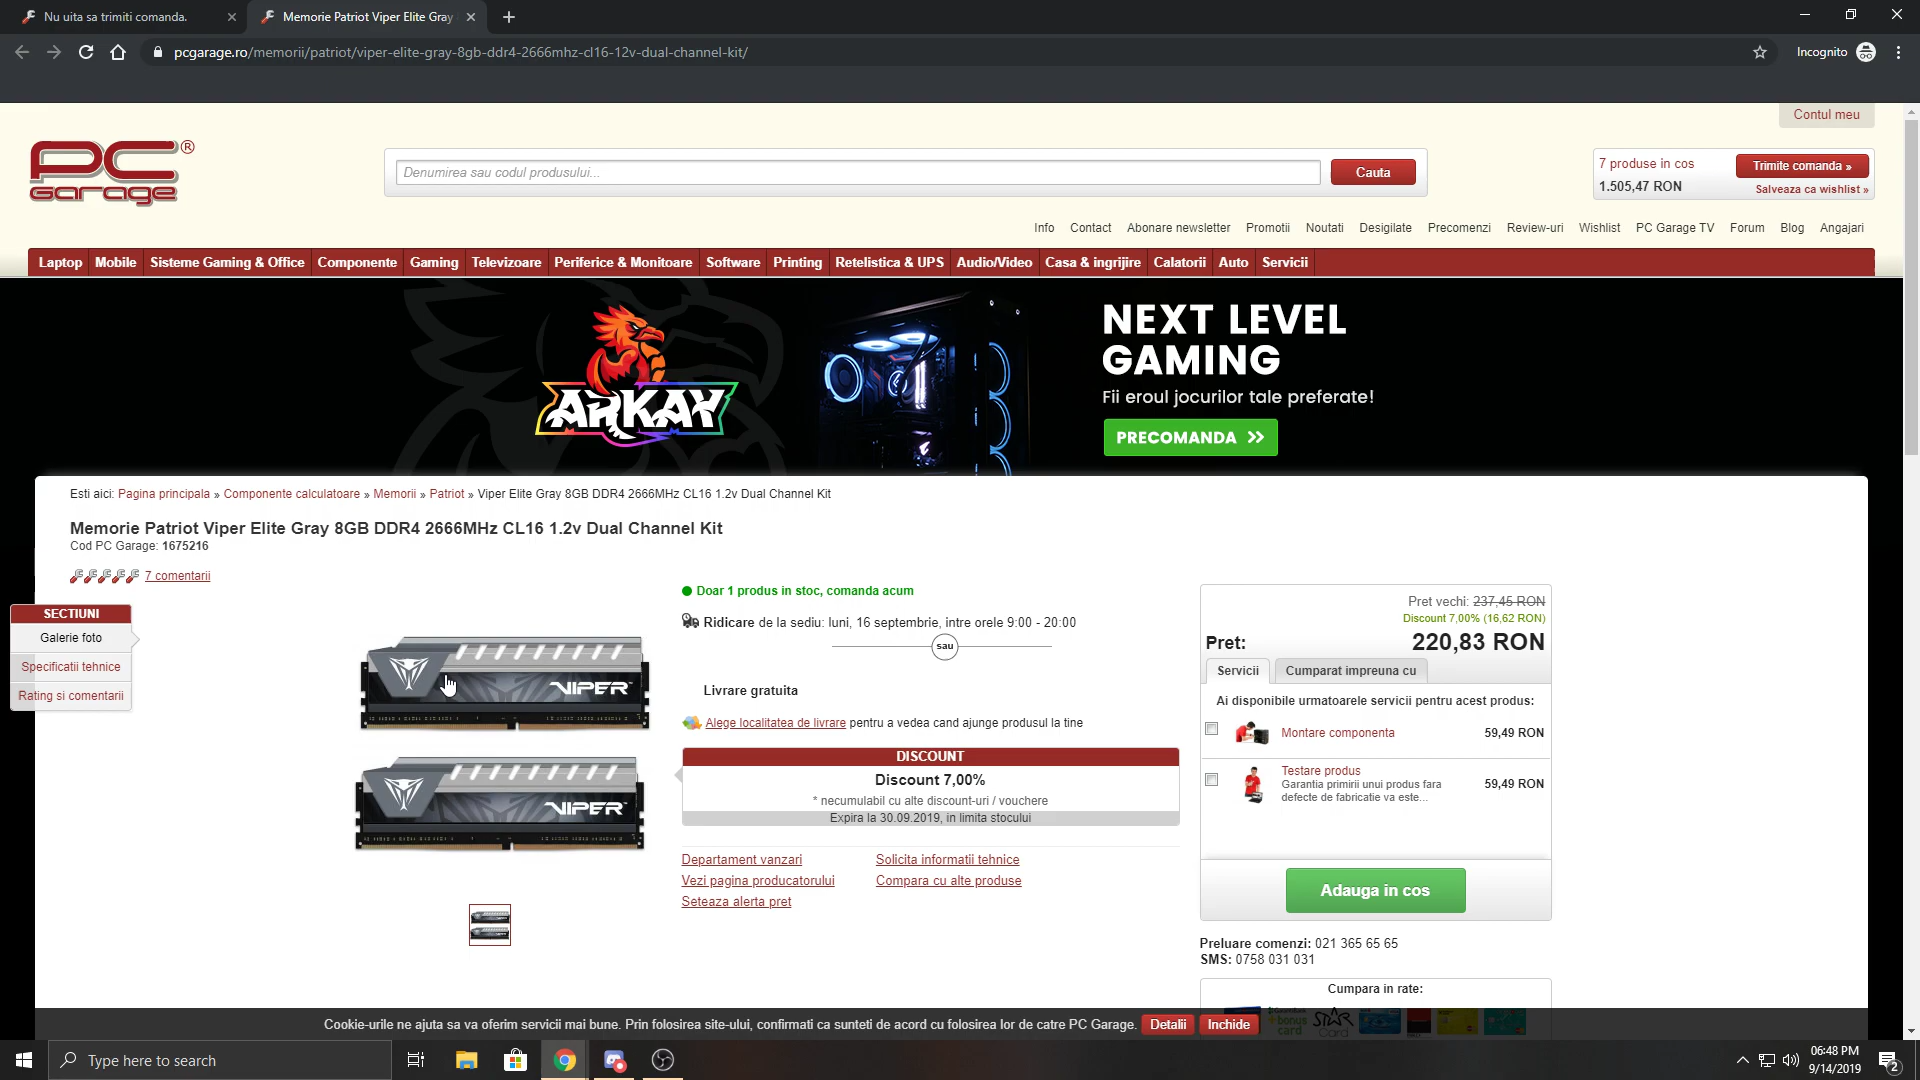 Nu uita sa trimiti comanda.
Memorie Patriot Viper Elite Gray
pcgarage.ro/memorii/patriot/viper-elite-gray-8gb-ddr4-2666mhz-cl16-12v-dual-channel-kit/
Incognito
Contul meu
PC Garage ®
Denumirea sau codul produsului...
Cauta
7 produse in cos
Trimite comanda »
1.505,47 RON
Salveaza ca wishlist »
Info Contact Abonare newsletter Promotii Noutati Desigilate Precomenzi Review-uri Wishlist PC Garage TV Forum Blog Angajari
Laptop Mobile Sisteme Gaming & Office Componente Gaming Televizoare Periferice & Monitoare Software Printing Retelistica & UPS Audio/Video Casa & ingrijire Calatorii Auto Servicii
ARKAY
NEXT LEVEL
GAMING
Fii eroul jocurilor tale preferate!
PRECOMANDA
Esti aici: Pagina principala » Componente calculatoare » Memorii » Patriot » Viper Elite Gray 8GB DDR4 2666MHz CL16 1.2v Dual Channel Kit
Memorie Patriot Viper Elite Gray 8GB DDR4 2666MHz CL16 1.2v Dual Channel Kit
Cod PC Garage: 1675216
7 comentarii
SECTIUNI
Galerie foto
Specificatii tehnice
Rating si comentarii
VIPER
VIPER
Doar 1 produs in stoc, comanda acum
Ridicare de la sediu: luni, 16 septembrie, intre orele 9:00 - 20:00
sau
Livrare gratuita
Alege localitatea de livrare pentru a vedea cand ajunge produsul la tine
DISCOUNT
Discount 7,00%
* necumulabil cu alte discount-uri / vouchere
Expira la 30.09.2019, in limita stocului
Departament vanzari
Solicita informatii tehnice
Vezi pagina producatorului
Compara cu alte produse
Seteaza alerta pret
Pret vechi: 237,45 RON
Discount 7,00% (16,62 RON)
Pret: 220,83 RON
Servicii
Cumparat impreuna cu
Ai disponibile urmatoarele servicii pentru acest produs:
Montare componenta
59,49 RON
Testare produs
Garantia primirii unui produs fara
defecte de fabricatie va este...
59,49 RON
Adauga in cos
Preluare comenzi: 021 365 65 65
SMS: 0758 031 031
Cumpara in rate:
bonus
card
STAR
Card
Cookie-urile ne ajuta sa va oferim servicii mai bune. Prin folosirea site-ului, confirmati ca sunteti de acord cu folosirea lor de catre PC Garage.
Detalii
Inchide
Type here to search
06:48 PM
9/14/2019
2